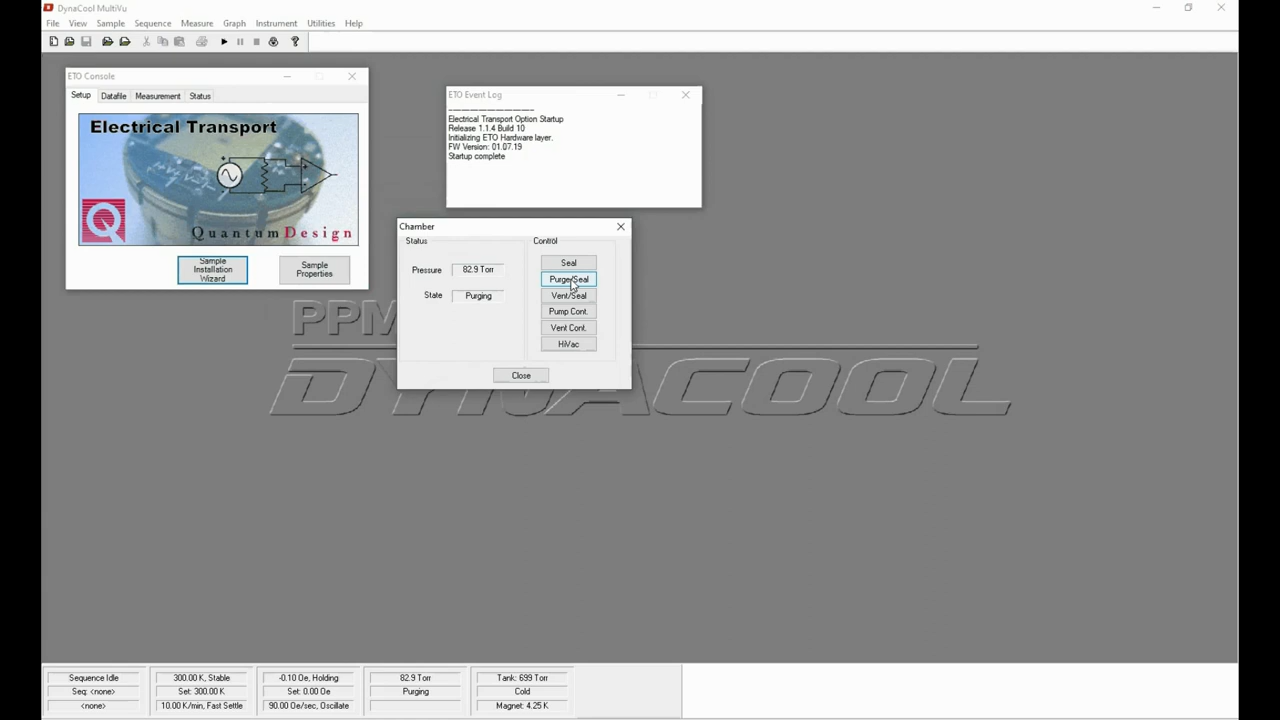 DynaCool MultiVu
File View Sample Sequence Measure Graph Instrument Utilities Help
ETO Console
Setup Datafile Measurement Status
Electrical Transport
Q
QuantumDesign
Sample
Installation
Wizard
Sample
Properties
ETO Event Log
Electrical Transport Option Startup
Release 1.1.4 Build 10
Initializing ETO Hardware layer.
FW Version: 01.07.19
Startup complete
Chamber
Status
Pressure 82.9 Torr
State Purging
Control
Seal
Purge/Seal
Vent/Seal
Pump Cont.
Vent Cont.
HiVac
Close
DYNACOOL
Sequence Idle
Seq: <none>
<none>
300.00 K, Stable
Set: 300.00 K
10.00 K/min, Fast Settle
-0.10 Oe, Holding
Set: 0.00 Oe
90.00 Oe/sec, Oscillate
82.9 Torr
Purging
Tank: 699 Torr
Cold
Magnet: 4.25 K